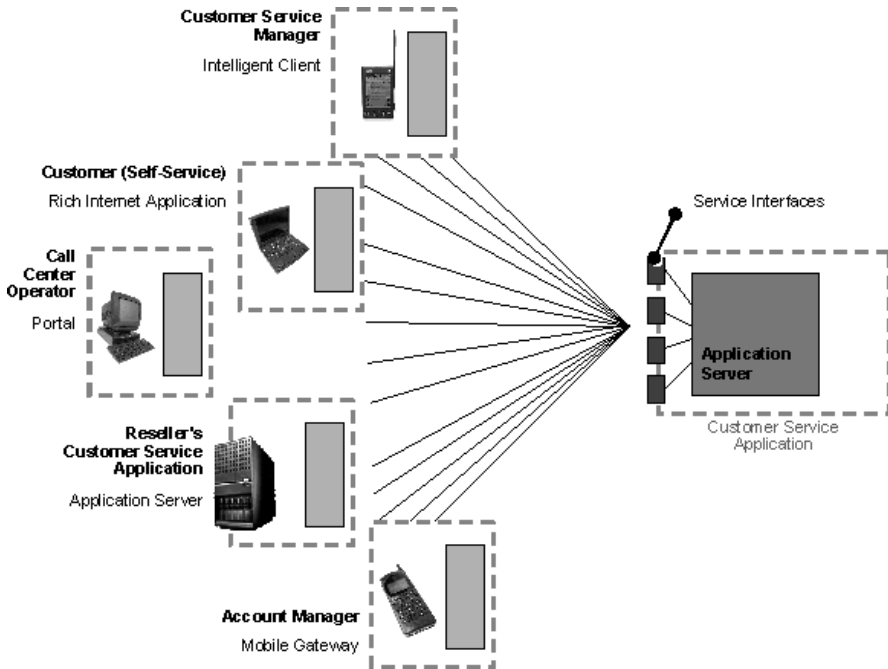 Customer Service
Manager
Intelligent Client
Customer (Self-Service)
Rich Internet Application
Service Interfaces
Call
Center
Operator
Portal
Application
Server
Customer Service
Application
Reseller's
Customer Service
Application
Application Server
Account Manager
Mobile Gateway